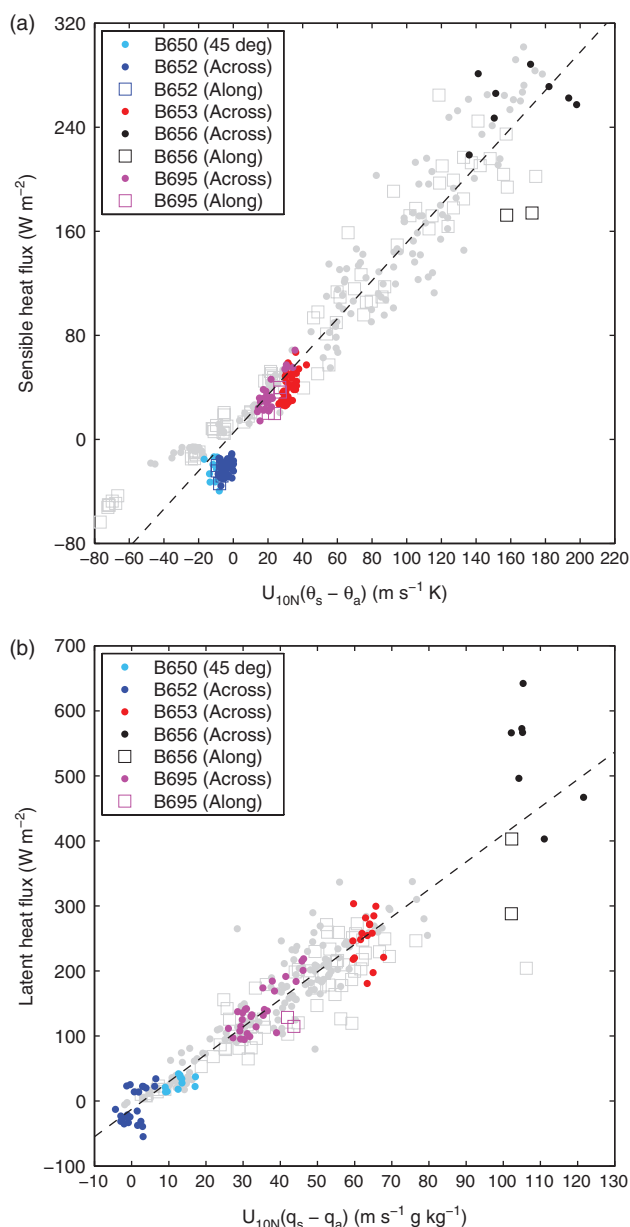 (a)
320
240
160
80
0
−80
Sensible heat flux (W m−2)
B650 (45 deg)
B652 (Across)
B652 (Along)
B653 (Across)
B656 (Across)
B656 (Along)
B695 (Across)
B695 (Along)
−80 −60 −40 −20 0 20 40 60 80 100 120 140 160 180 200 220
U10N(θs − θa) (m s−1 K)
(b)
700
600
500
400
300
200
100
0
−100
Latent heat flux (W m−2)
B650 (45 deg)
B652 (Across)
B653 (Across)
B656 (Across)
B656 (Along)
B695 (Across)
B695 (Along)
−10 0 10 20 30 40 50 60 70 80 90 100 110 120 130
U10N(qs − qa) (m s−1 g kg−1)